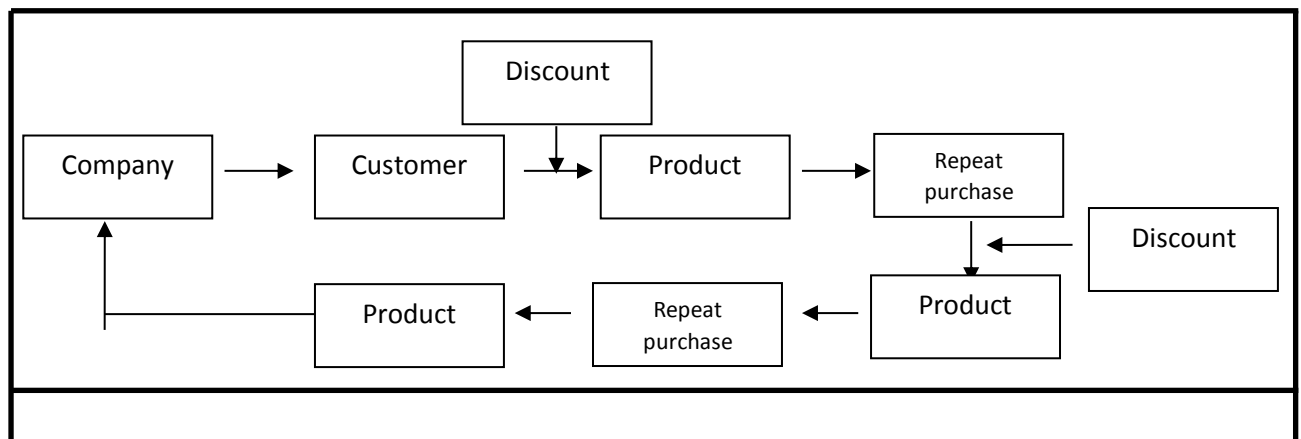 Discount
Company
Customer
Product
Repeat
purchase
Discount
Product
Repeat
purchase
Product